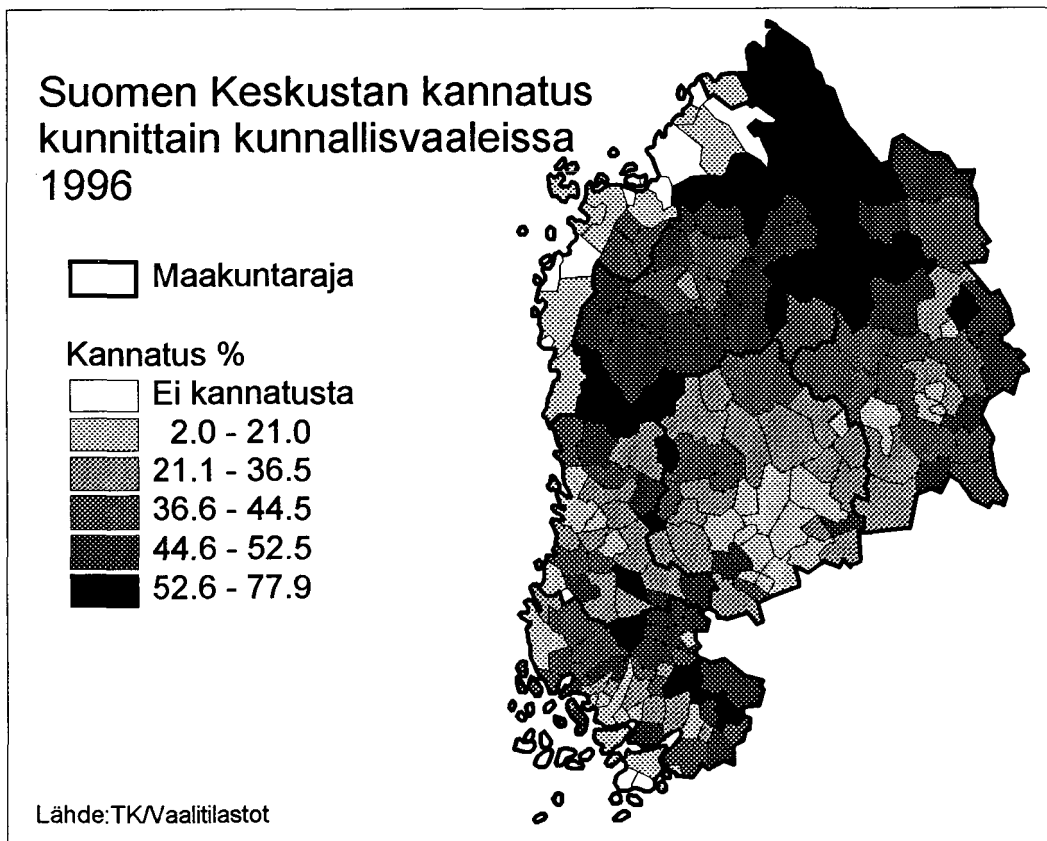 Suomen Keskustan kannatus
kunnittain kunnallisvaaleissa
1996
Maakuntaraja
Kannatus %
Ei kannatusta
2.0 - 21.0
21.1 - 36.5
36.6 - 44.5
44.6 - 52.5
52.6 - 77.9
Lähde:TK/Vaalitilastot